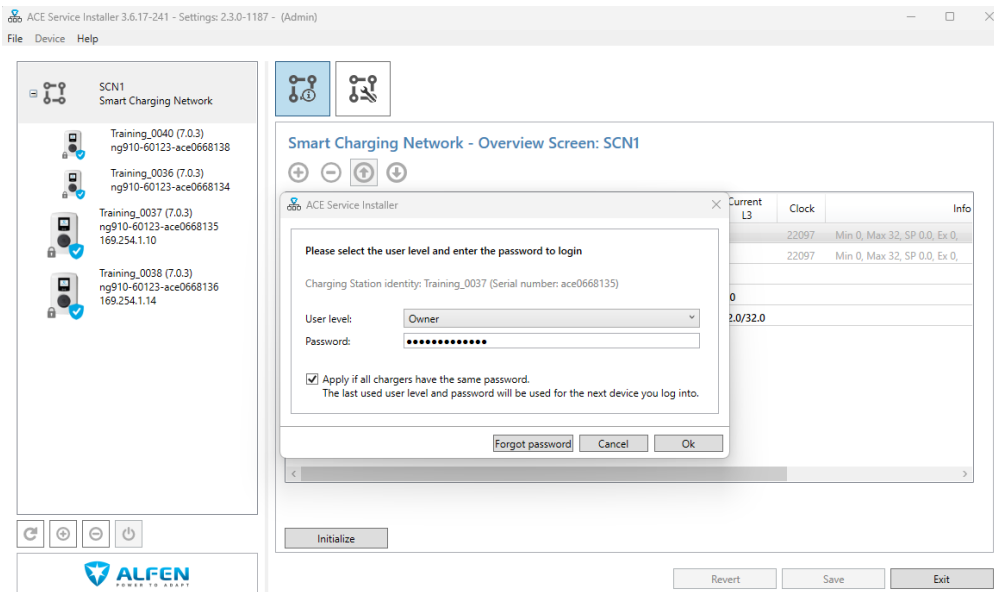 ACE Service Installer 3.6.17-241 - Settings: 2.3.0-1187 - (Admin)
File Device Help
SCN1
Smart Charging Network
Training_0040 (7.0.3)
ng910-60123-ace0668138
Training_0036 (7.0.3)
ng910-60123-ace0668134
Training_0037 (7.0.3)
ng910-60123-ace0668135
169.254.1.10
Training_0038 (7.0.3)
ng910-60123-ace0668136
169.254.1.14
ALFEN
POWER TO ADAPT
Smart Charging Network - Overview Screen: SCN1
Current L3 Clock Info
22097 Min 0, Max 32, SP 0.0, Ex 0,
22097 Min 0, Max 32, SP 0.0, Ex 0,
0
2.0/32.0
ACE Service Installer
Please select the user level and enter the password to login
Charging Station identity: Training_0037 (Serial number: ace0668135)
User level: Owner
Password: •••••••••••••
Apply if all chargers have the same password.
The last used user level and password will be used for the next device you log into.
Forgot password Cancel Ok
Initialize
Revert Save Exit